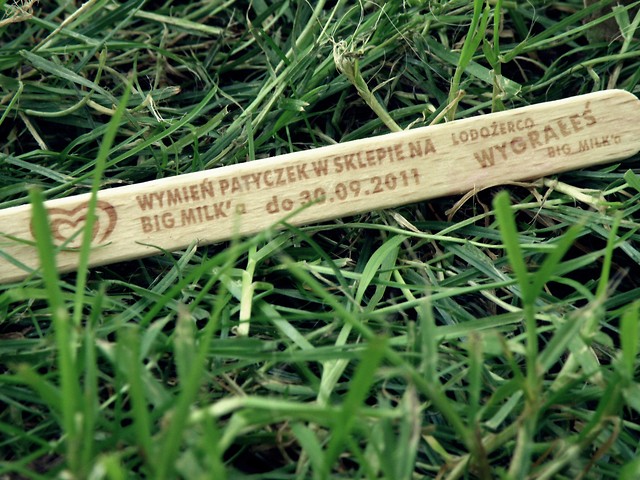 WYMIEŃ PATYCZEK W SKLEPIE NA
BIG MILK'a do 30.09.2011
LODOŻERCO
WYGRAŁEŚ
BIG MILK'a